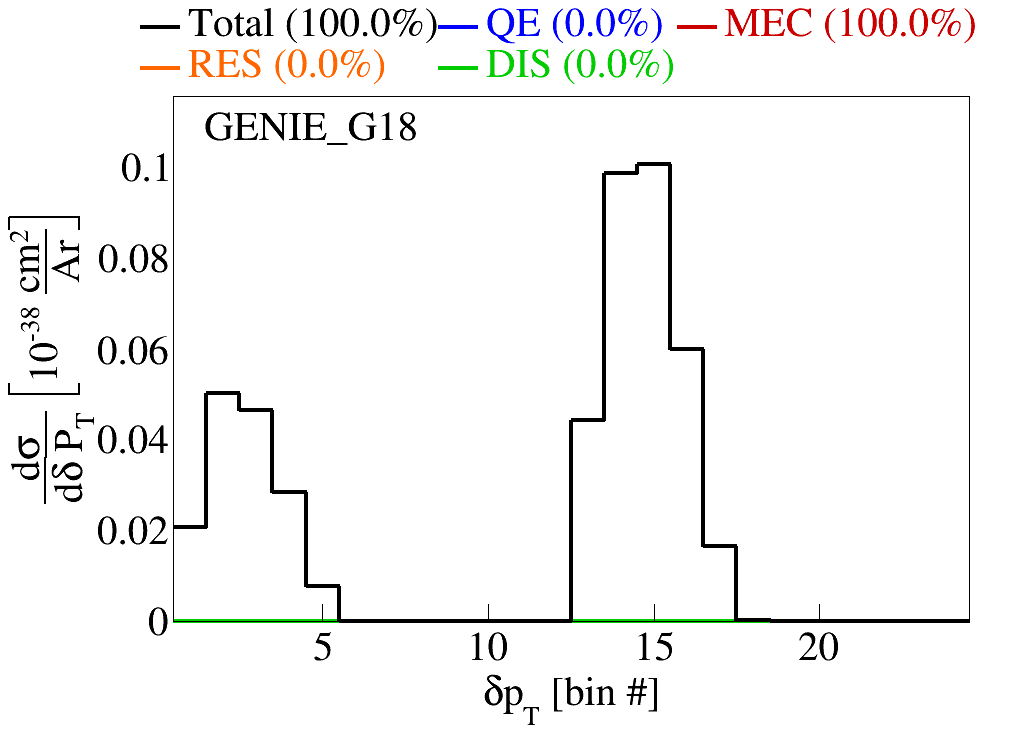 Total (100.0%) QE (0.0%) MEC (100.0%)
RES (0.0%) DIS (0.0%)
GENIE_G18
0.1
0.08
0.06
0.04
0.02
0
5 10 15 20
δp_T [bin #]
dσ/dδP_T [10^-38 cm^2/Ar]